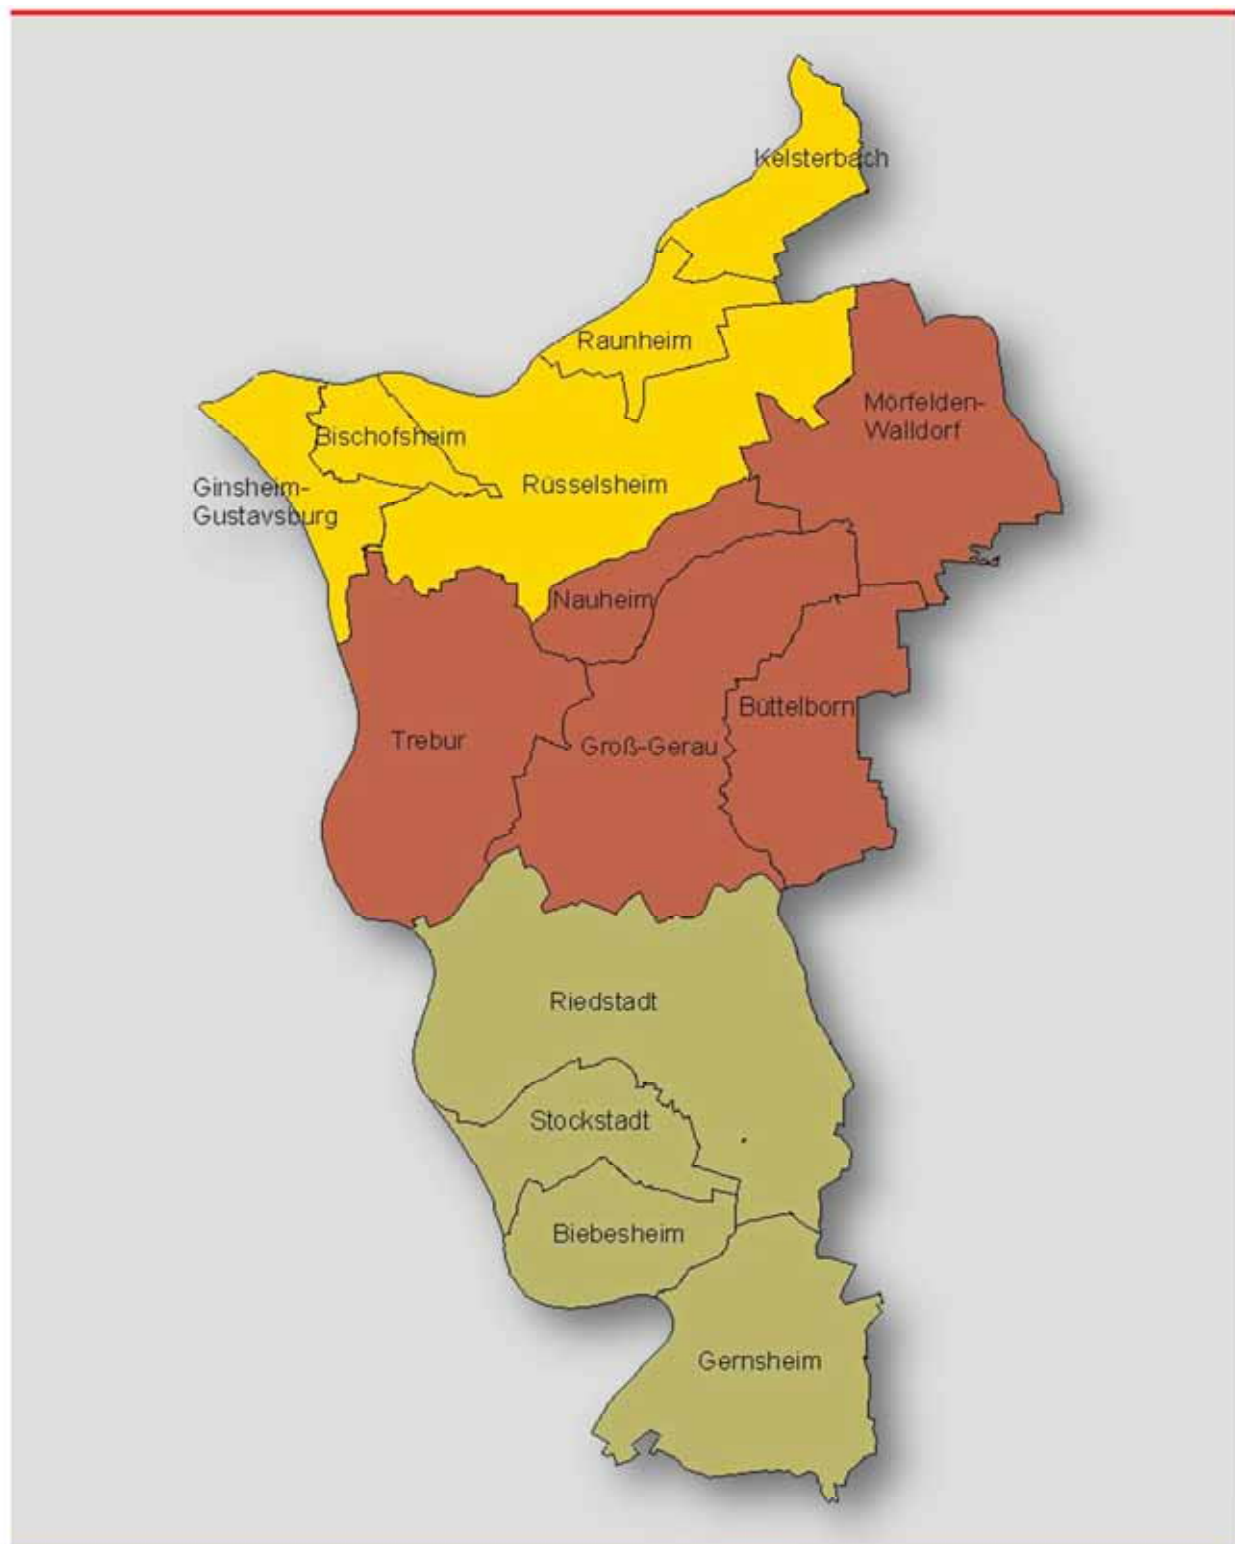 Kelsterbach
Raunheim
Mörfelden-
Walldorf
Bischofsheim
Rüsselsheim
Ginsheim-
Gustavsburg
Nauheim
Büttelborn
Trebur
Groß-Gerau
Riedstadt
Stockstadt
Biebesheim
Gernsheim